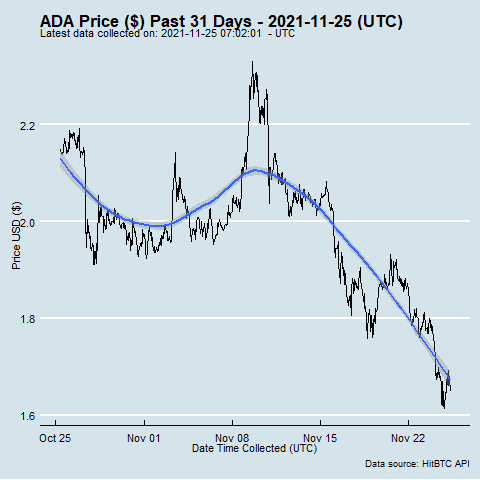 ADA Price ($) Past 31 Days - 2021-11-25 (UTC)
Latest data collected on: 2021-11-25 07:02:01 - UTC
2.2
2.0
1.8
1.6
Price USD ($)
Oct 25 Nov 01 Nov 08 Nov 15 Nov 22
Date Time Collected (UTC)
Data source: HitBTC API